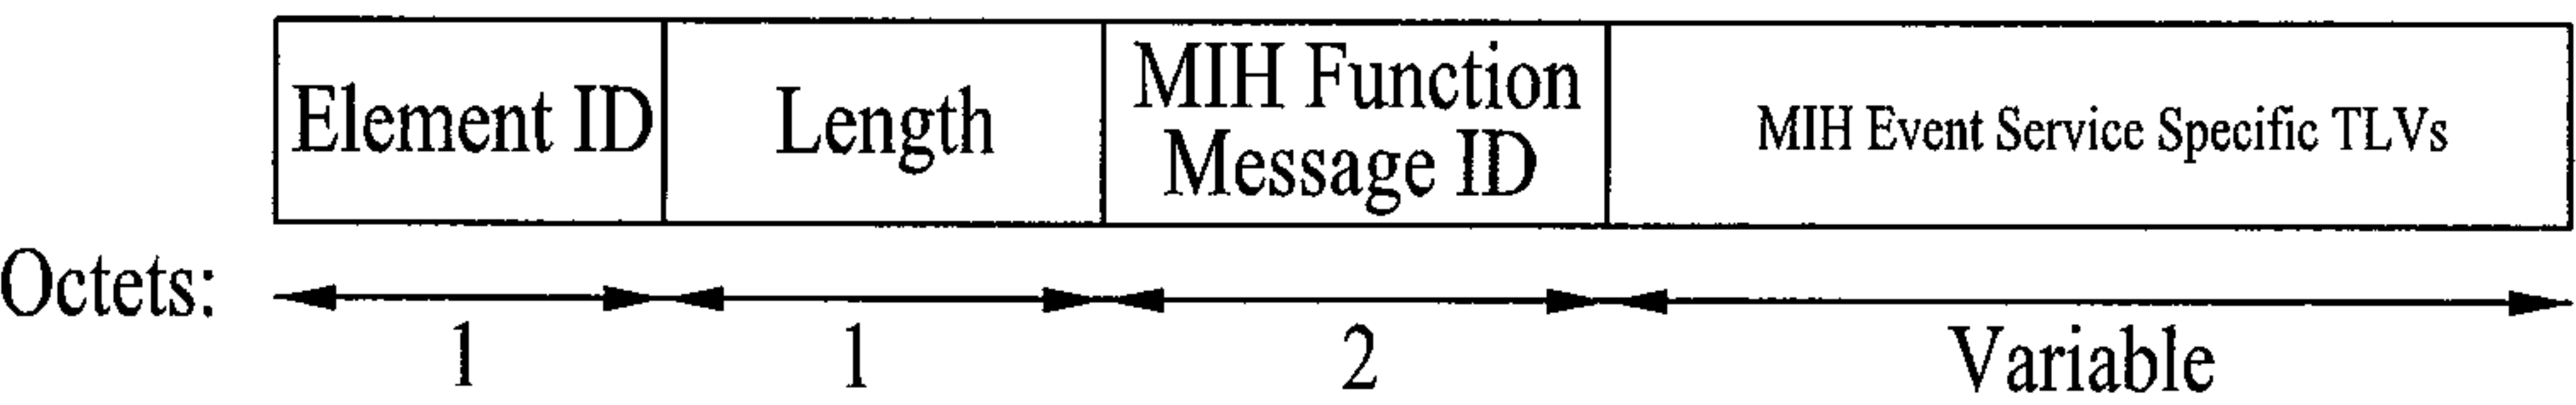 Element ID
Length
MIH Function
Message ID
MIH Event Service Specific TLVs
Octets:
1
1
2
Variable